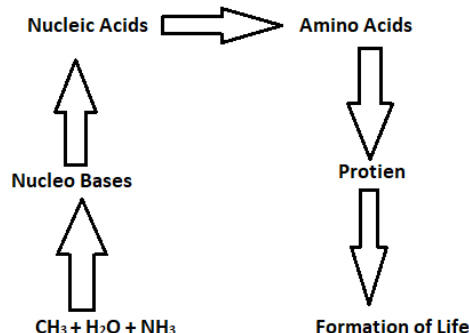 Nucleic Acids
Amino Acids
Nucleo Bases
Protien
CH₃ + H₂O + NH₃
Formation of Life